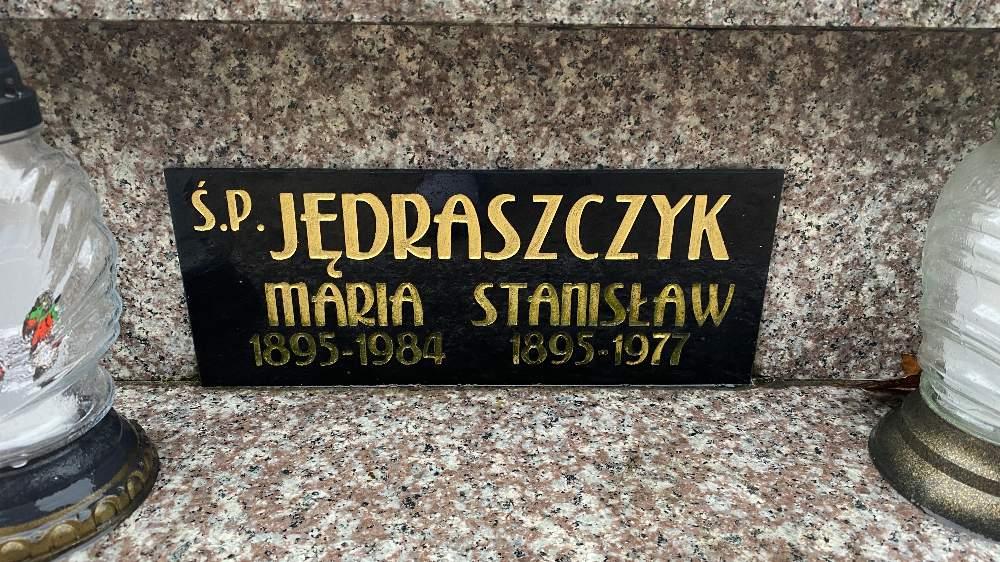 Ś.P. JĘDRASZCZYK
MARIA STANISŁAW
1895-1984 1895-1977